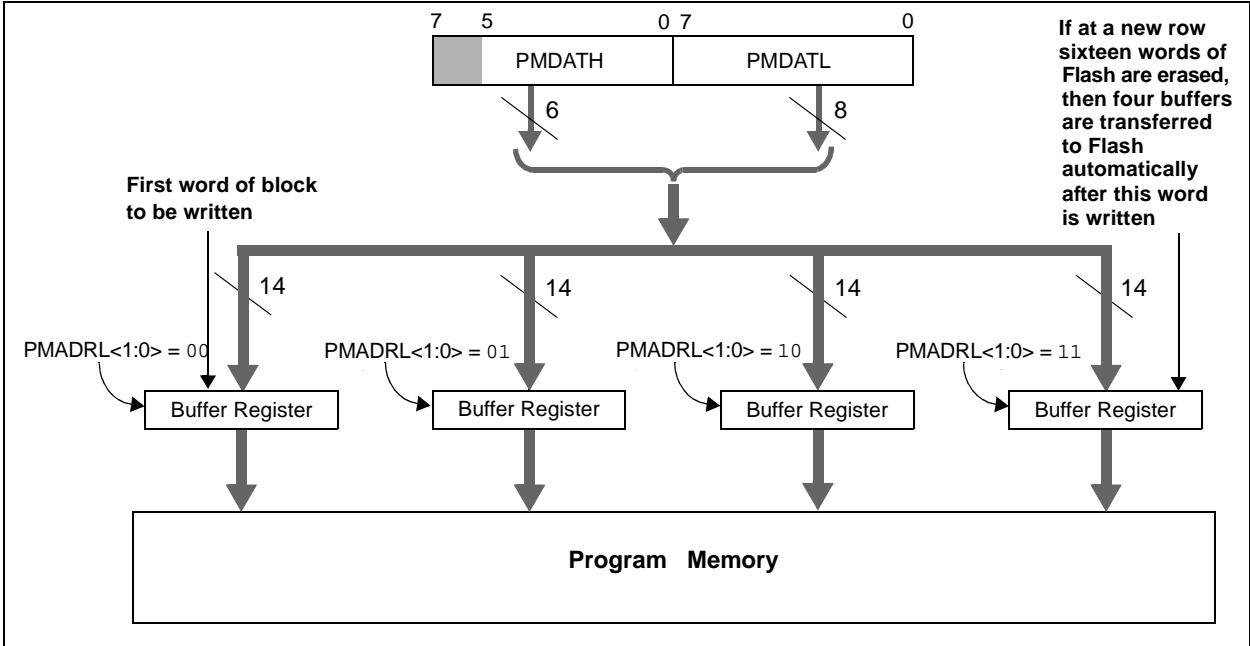 7 5 0 7 0
PMDATH PMDATL
6 8
If at a new row
sixteen words of
Flash are erased,
then four buffers
are transferred
to Flash
automatically
after this word
is written
First word of block
to be written
14 14 14 14
PMADRL<1:0> = 00 PMADRL<1:0> = 01 PMADRL<1:0> = 10 PMADRL<1:0> = 11
Buffer Register Buffer Register Buffer Register Buffer Register
Program Memory